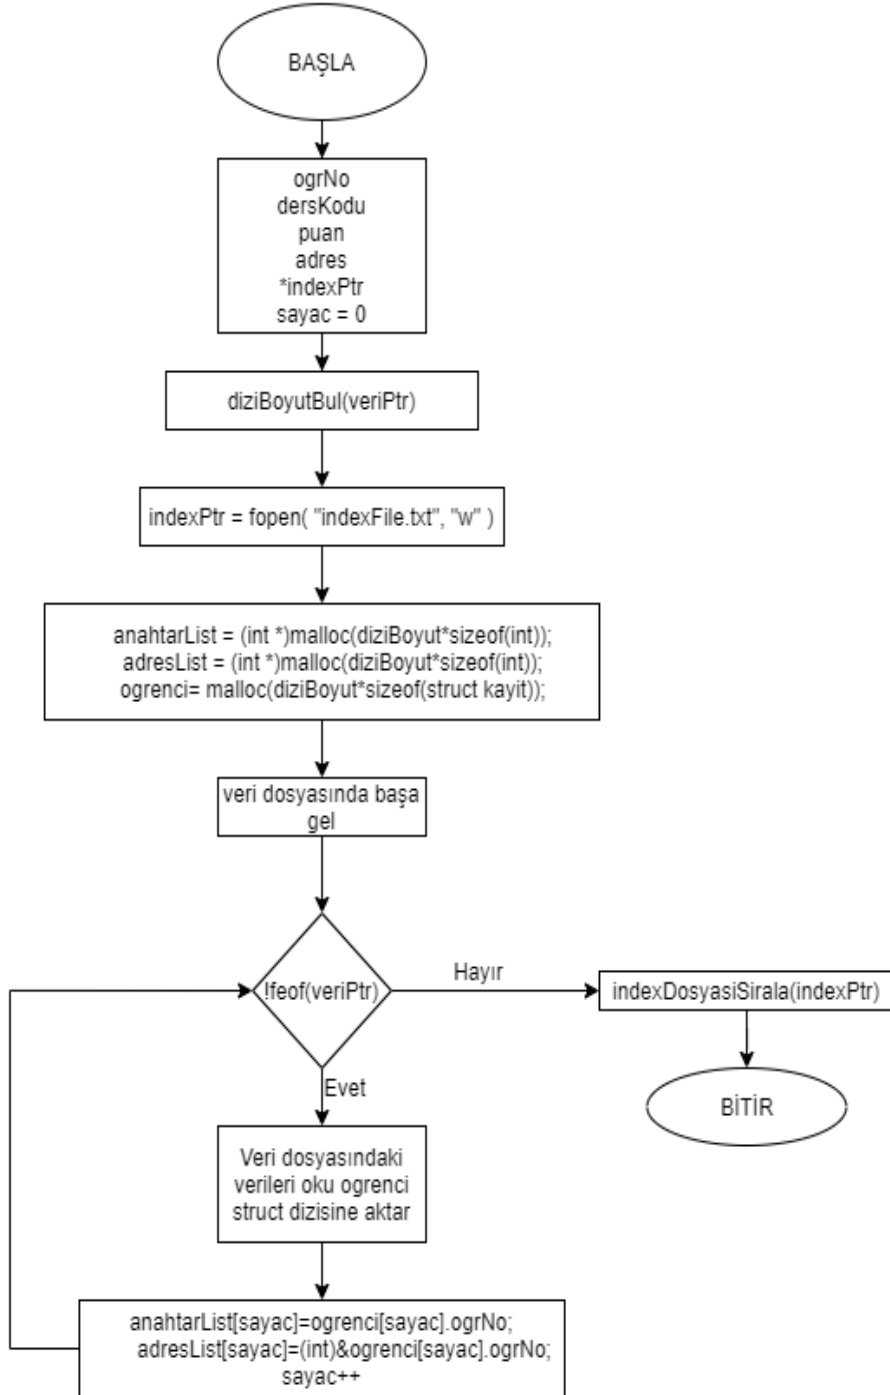 BAŞLA
ogrNo
dersKodu
puan
adres
*indexPtr
sayac = 0
diziBoyutBul(veriPtr)
indexPtr = fopen( "indexFile.txt", "w" )
anahtarList = (int *)malloc(diziBoyut*sizeof(int));
adresList = (int *)malloc(diziBoyut*sizeof(int));
ogrenci= malloc(diziBoyut*sizeof(struct kayit));
veri dosyasında başa
gel
!feof(veriPtr)
Hayır
indexDosyasiSirala(indexPtr)
BİTİR
Evet
Veri dosyasındaki
verileri oku ogrenci
struct dizisine aktar
anahtarList[sayac]=ogrenci[sayac].ogrNo;
adresList[sayac]=(int)&ogrenci[sayac].ogrNo;
sayac++